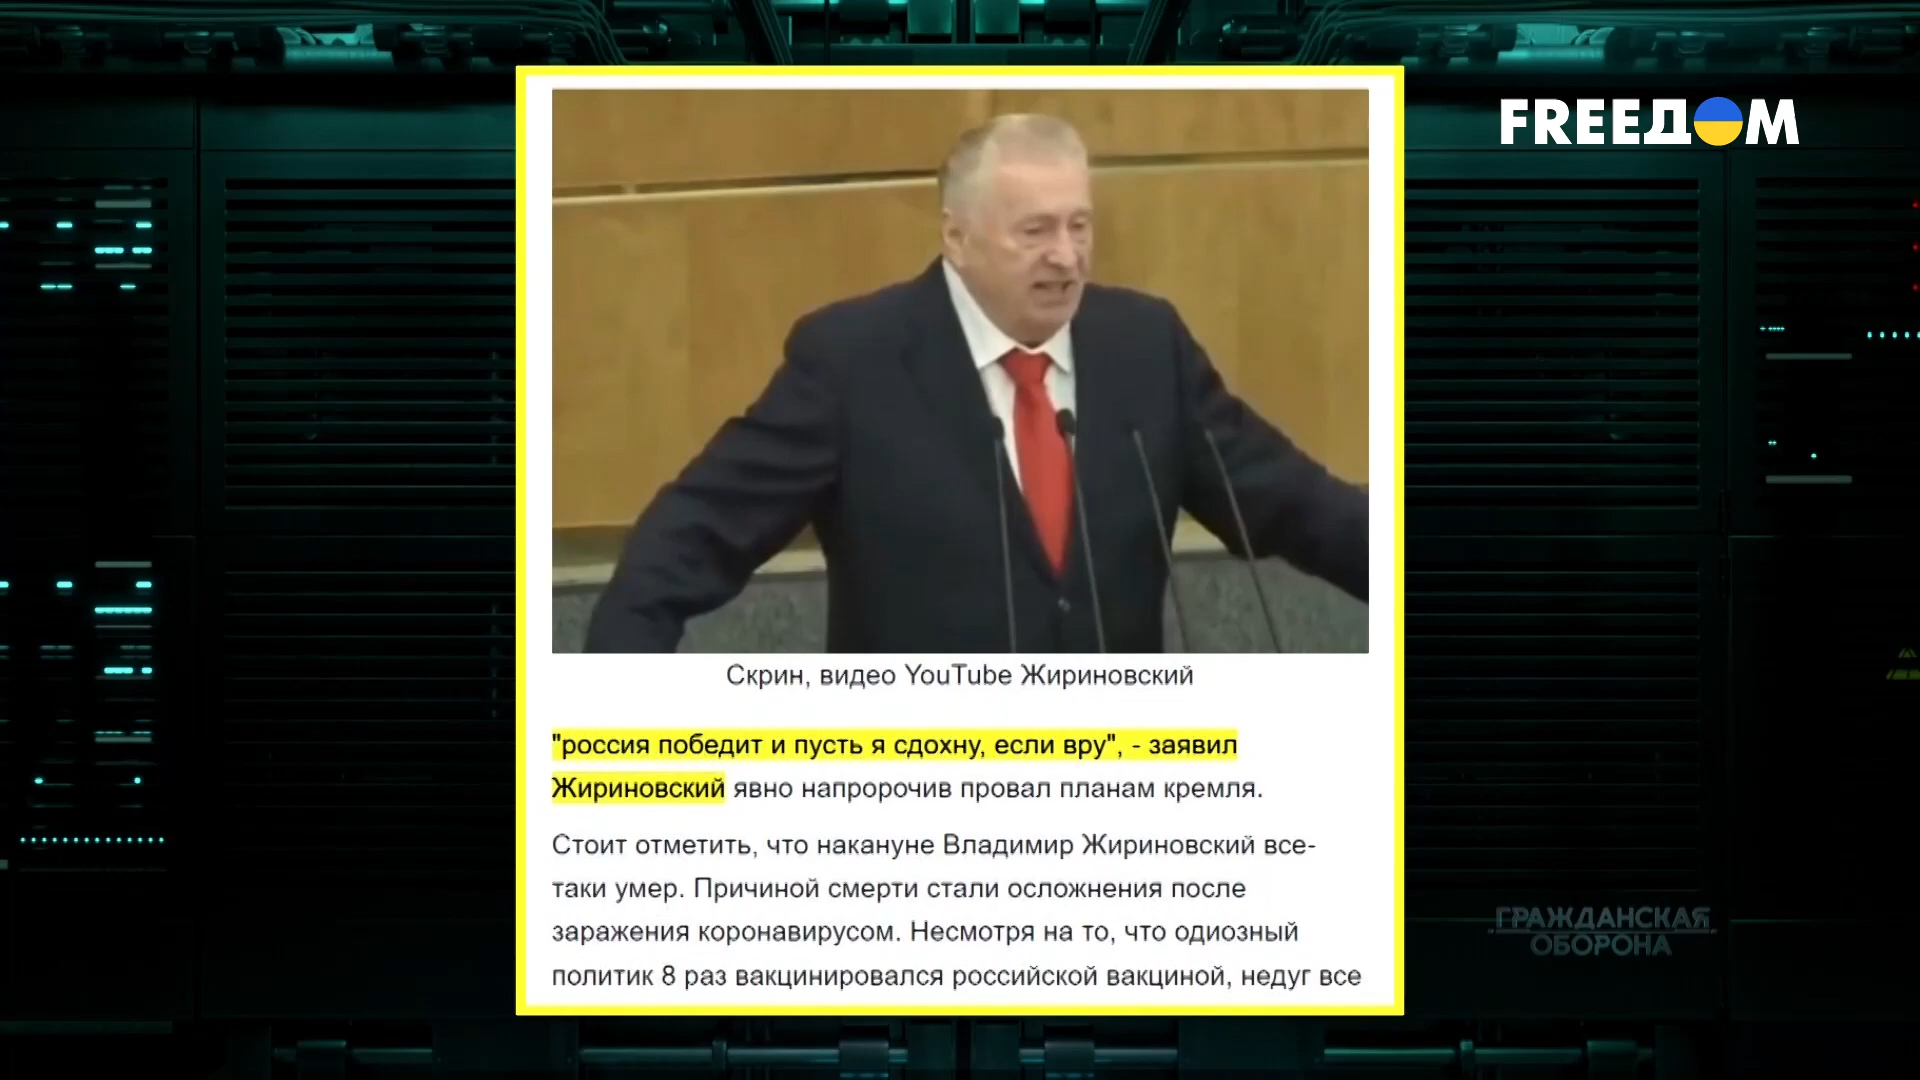 FREEДОM
Скрин, видео YouTube Жириновский
"россия победит и пусть я сдохну, если вру", - заявил
Жириновский явно напророчив провал планам кремля.
Стоит отметить, что накануне Владимир Жириновский все-
таки умер. Причиной смерти стали осложнения после
заражения коронавирусом. Несмотря на то, что одиозный
политик 8 раз вакцинировался российской вакциной, недуг все
ГРАЖДАНСКАЯ
ОБОРОНА